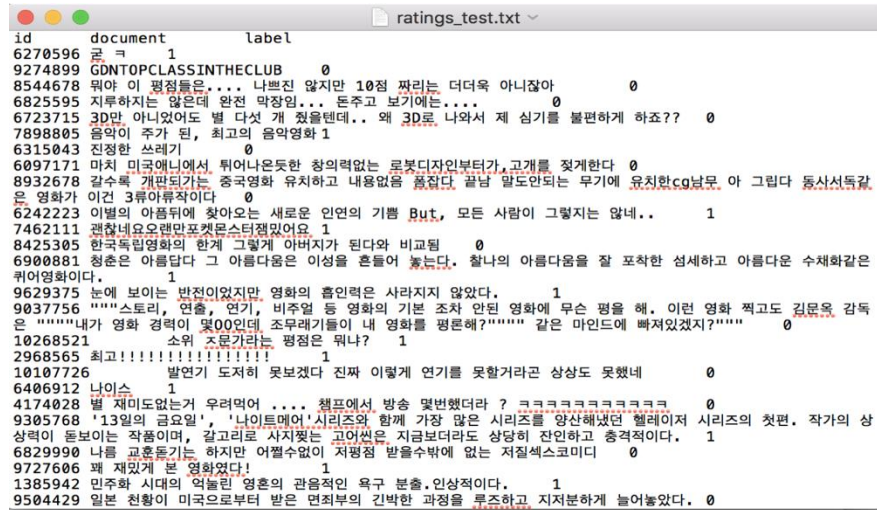 ratings_test.txt
id document label
6270596 굳 ㅋ 1
9274899 GDNTOPCLASSINTHECLUB 0
8544678 뭐야 이 평점들은.... 나쁘진 않지만 10점 짜리는 더더욱 아니잖아 0
6825595 지루하지는 않은데 완전 막장임... 돈주고 보기에는.... 0
6723715 3D만 아니었어도 별 다섯 개 줬을텐데.. 왜 3D로 나와서 제 심기를 불편하게 하죠?? 0
7898805 음악이 주가 된, 최고의 음악영화 1
6315043 진정한 쓰레기 0
6097171 마치 미국애니에서 튀어나온듯한 창의력없는 로봇디자인부터가,고개를 젖게한다 0
8932678 갈수록 개판되가는 중국영화 유치하고 내용없음 폼잡다 끝남 말도안되는 무기에 유치한cg남무 아 그립다 동사서독같
은 영화가 이건 3류아류작이다 0
6242223 이별의 아픔뒤에 찾아오는 새로운 인연의 기쁨 But, 모든 사람이 그렇지는 않네.. 1
7462111 괜찮네요오랜만포켓몬스터잼밌어요 1
8425305 한국독립영화의 한계 그렇게 아버지가 된다와 비교됨 0
6900881 청춘은 아름답다 그 아름다움은 이성을 흔들어 놓는다. 찰나의 아름다움을 잘 포착한 섬세하고 아름다운 수채화같은
퀴어영화이다. 1
9629375 눈에 보이는 반전이었지만 영화의 흡인력은 사라지지 않았다. 1
9037756 """스토리, 연출, 연기, 비주얼 등 영화의 기본 조차 안된 영화에 무슨 평을 해. 이런 영화 찍고도 김문옥 감독
은 """"내가 영화 경력이 몇00인데 조무래기들이 내 영화를 평론해?"""" 같은 마인드에 빠져있겠지?""" 0
10268521 소위 ㅈ문가라는 평점은 뭐냐? 1
2968565 최고!!!!!!!!!!!!!!!! 1
10107726 발연기 도저히 못보겠다 진짜 이렇게 연기를 못할거라곤 상상도 못했네 0
6406912 나이스 1
4174028 별 재미도없는거 우려먹어 .... 챔프에서 방송 몇번했더라 ? ㅋㅋㅋㅋㅋㅋㅋㅋㅋㅋㅋ 0
9305768 '13일의 금요일', '나이트메어'시리즈와 함께 가장 많은 시리즈를 양산해냈던 헬레이저 시리즈의 첫편. 작가의 상
상력이 돋보이는 작품이며, 갈고리로 사지찢는 고어씬은 지금보더라도 상당히 잔인하고 충격적이다. 1
6829990 나름 교훈돋기는 하지만 어쩔수없이 저평점 받을수밖에 없는 저질섹스코미디 0
9727606 꽤 재밌게 본 영화였다! 1
1385942 민주화 시대의 억눌린 영혼의 관음적인 욕구 분출.인상적이다. 1
9504429 일본 천황이 미국으로부터 받은 면죄부의 긴박한 과정을 루즈하고 지저분하게 늘어놓았다. 0